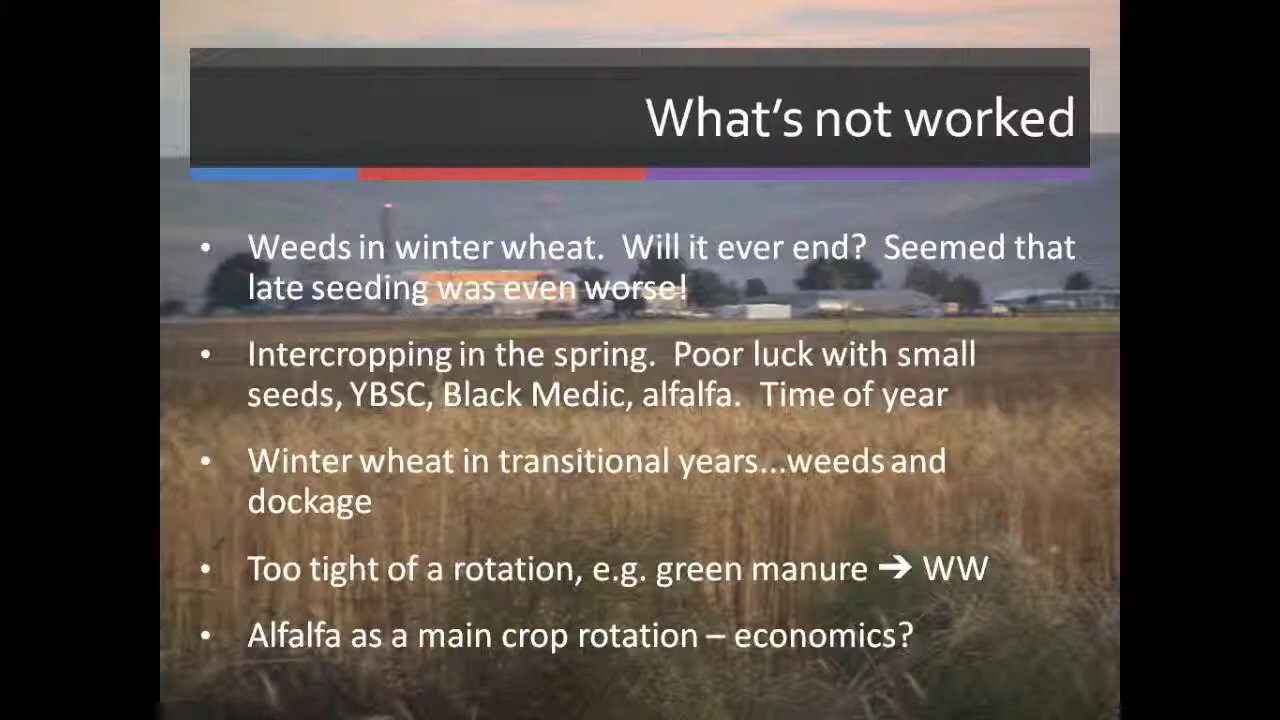 What's not worked
• Weeds in winter wheat. Will it ever end? Seemed that
late seeding was even worse!
• Intercropping in the spring. Poor luck with small
seeds, YBSC, Black Medic, alfalfa. Time of year
• Winter wheat in transitional years...weeds and
dockage
• Too tight of a rotation, e.g. green manure ➔ WW
• Alfalfa as a main crop rotation – economics?